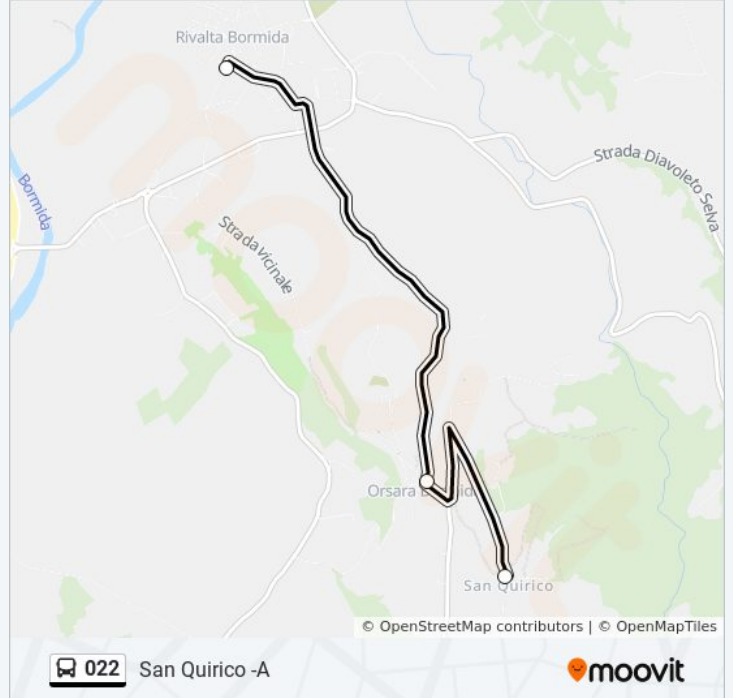 Rivalta Bormida
Strada Diavoleto Selva
Bormida
Strada vicinale
Orsara B
San Quirico
© OpenStreetMap contributors | © OpenMapTiles
022 San Quirico -A
moovit